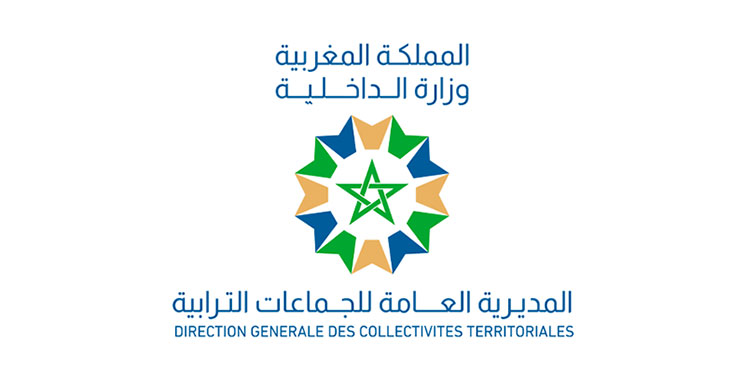 المملكة المغربية
وزارة الداخلية
المديرية العامة للجماعات الترابية
DIRECTION GENERALE DES COLLECTIVITES TERRITORIALES